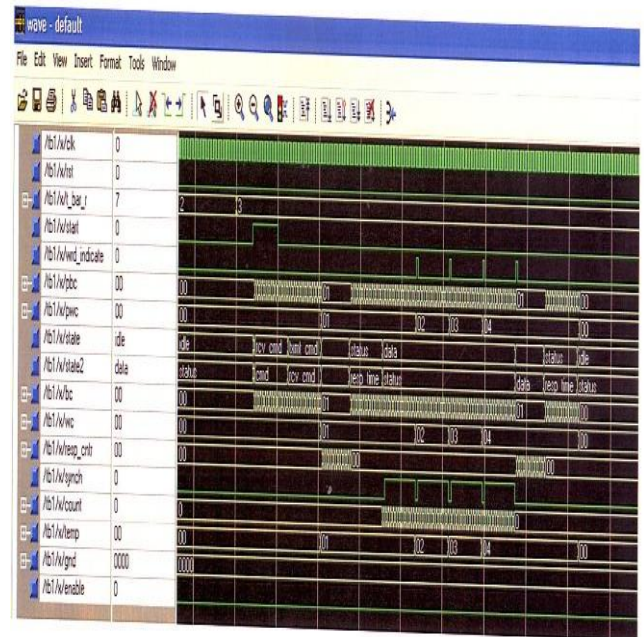 wave - default
File Edit View Insert Format Tools Window
/tb1/x/clk 0
/tb1/x/rst 0
/tb1/x/t_bar_r 7 2 3
/tb1/x/start 0
/tb1/x/wrd_indicate 0
/tb1/x/pbc 00 00 01 01 00
/tb1/x/pwc 00 00 01 02 03 04 00
/tb1/x/state idle idle rcv cmd txmt cmd status data status idle
/tb1/x/state2 data status cmd rcv cmd resp time status data resp time status
/tb1/x/bc 00 00 01 01 00
/tb1/x/wc 00 00 01 02 03 04 00
/tb1/x/resp_cntr 00 00 00 00
/tb1/x/synch 0
/tb1/x/count 0 0 0
/tb1/x/temp 00 00 01 02 03 04 00
/tb1/x/gnd 0000 0000
/tb1/x/enable 0